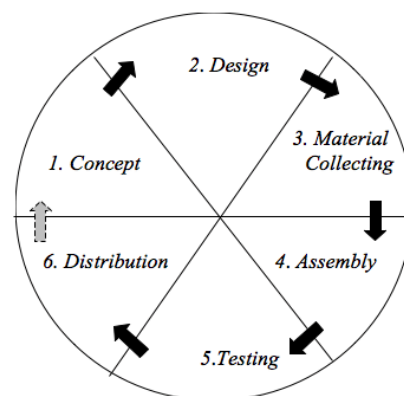 1. Concept
2. Design
3. Material
Collecting
4. Assembly
5.Testing
6. Distribution